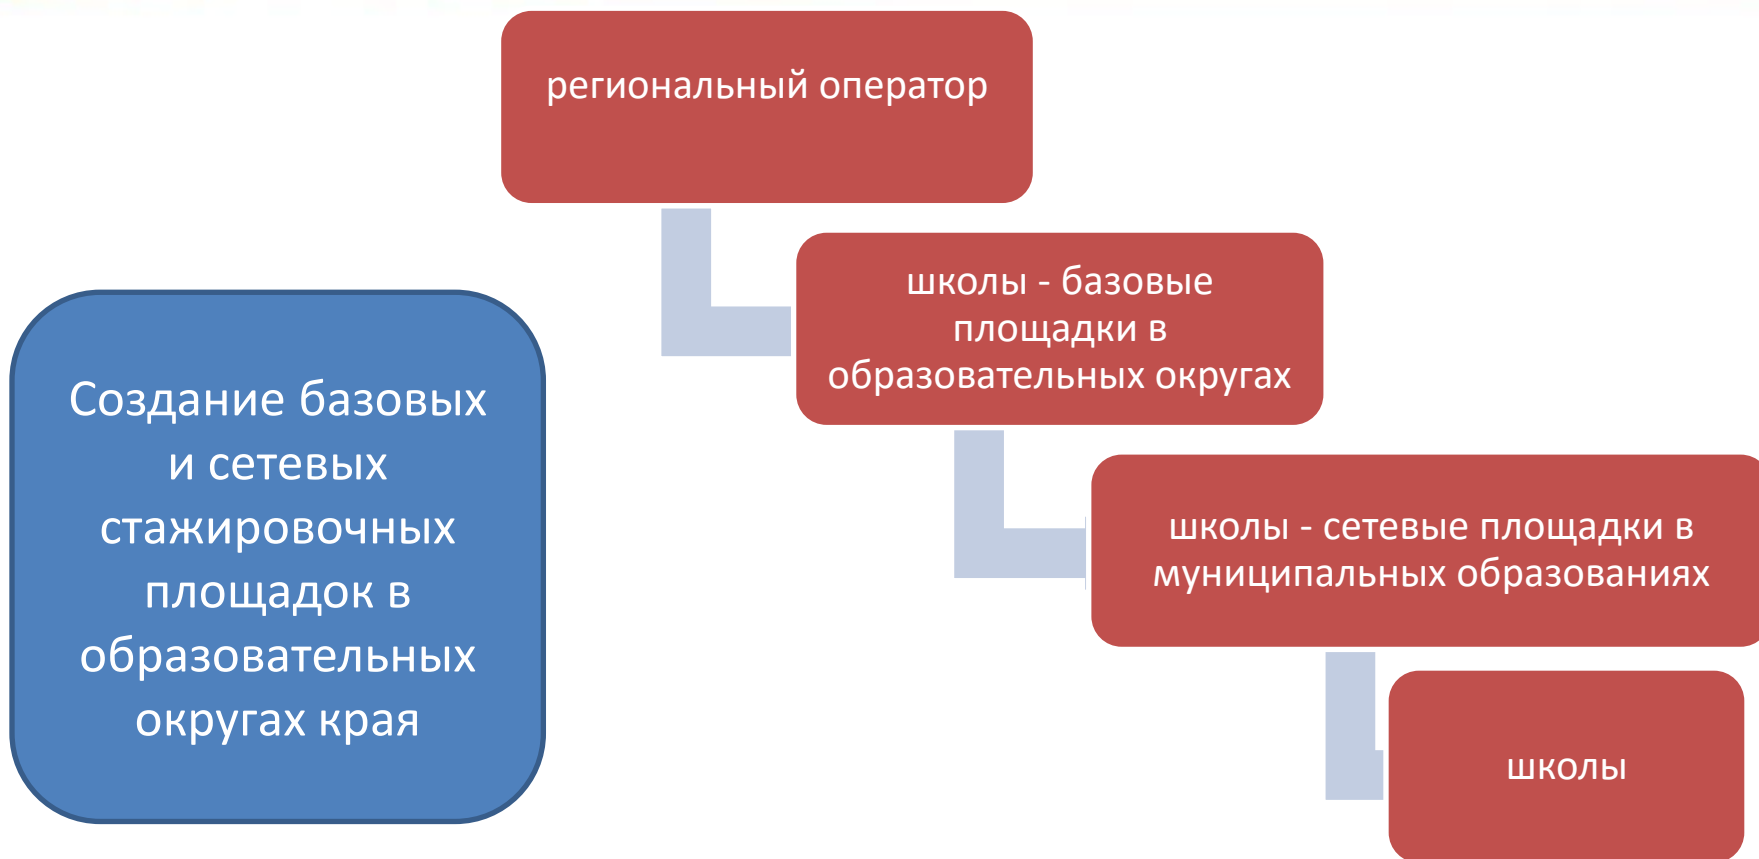 региональный оператор
школы - базовые
площадки в
образовательных округах
Создание базовых
и сетевых
стажировочных
площадок в
образовательных
округах края
школы - сетевые площадки в
муниципальных образованиях
школы